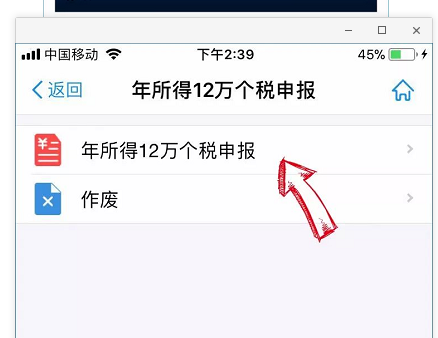 中国移动 下午2:39 45%
返回 年所得12万个税申报
年所得12万个税申报
作废